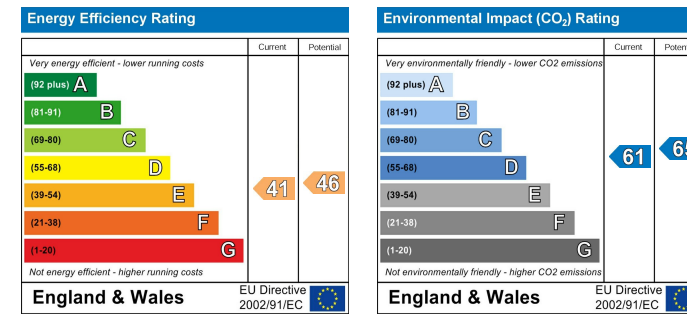 Energy Efficiency Rating
Current Potential
Very energy efficient - lower running costs
(92 plus) A
(81-91) B
(69-80) C
(55-68) D
(39-54) E
(21-38) F
(1-20) G
41 46
Not energy efficient - higher running costs
England & Wales
EU Directive
2002/91/EC
Environmental Impact (CO₂) Rating
Current Poten
Very environmentally friendly - lower CO2 emissions
(92 plus) A
(81-91) B
(69-80) C
(55-68) D
(39-54) E
(21-38) F
(1-20) G
61
Not environmentally friendly - higher CO2 emissions
England & Wales
EU Directive
2002/91/EC